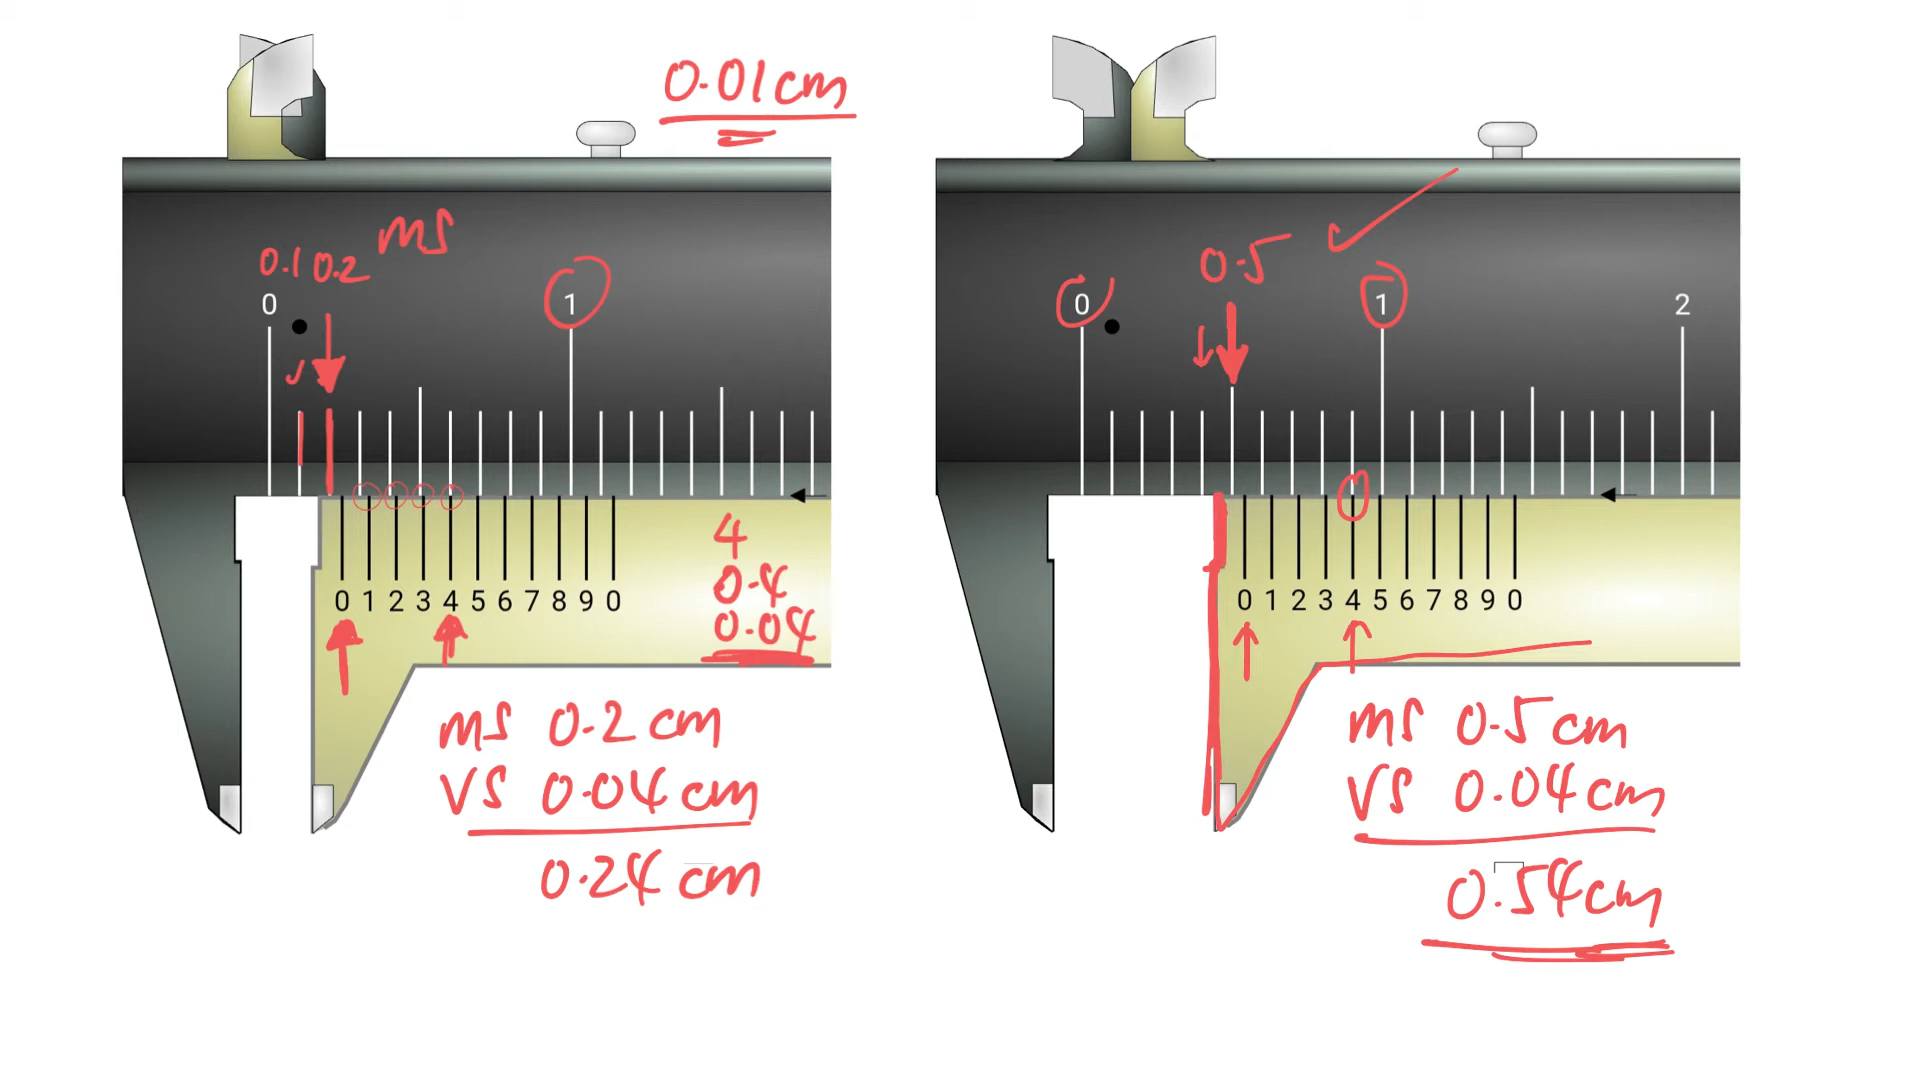 0.01cm
0.1 0.2 ms
0 1
0 1 2 3 4 5 6 7 8 9 0
4
0.4
0.04
ms 0.2 cm
VS 0.04 cm
0.24 cm
0.5
0 1 2
0 1 2 3 4 5 6 7 8 9 0
ms 0.5 cm
VS 0.04 cm
0.54 cm